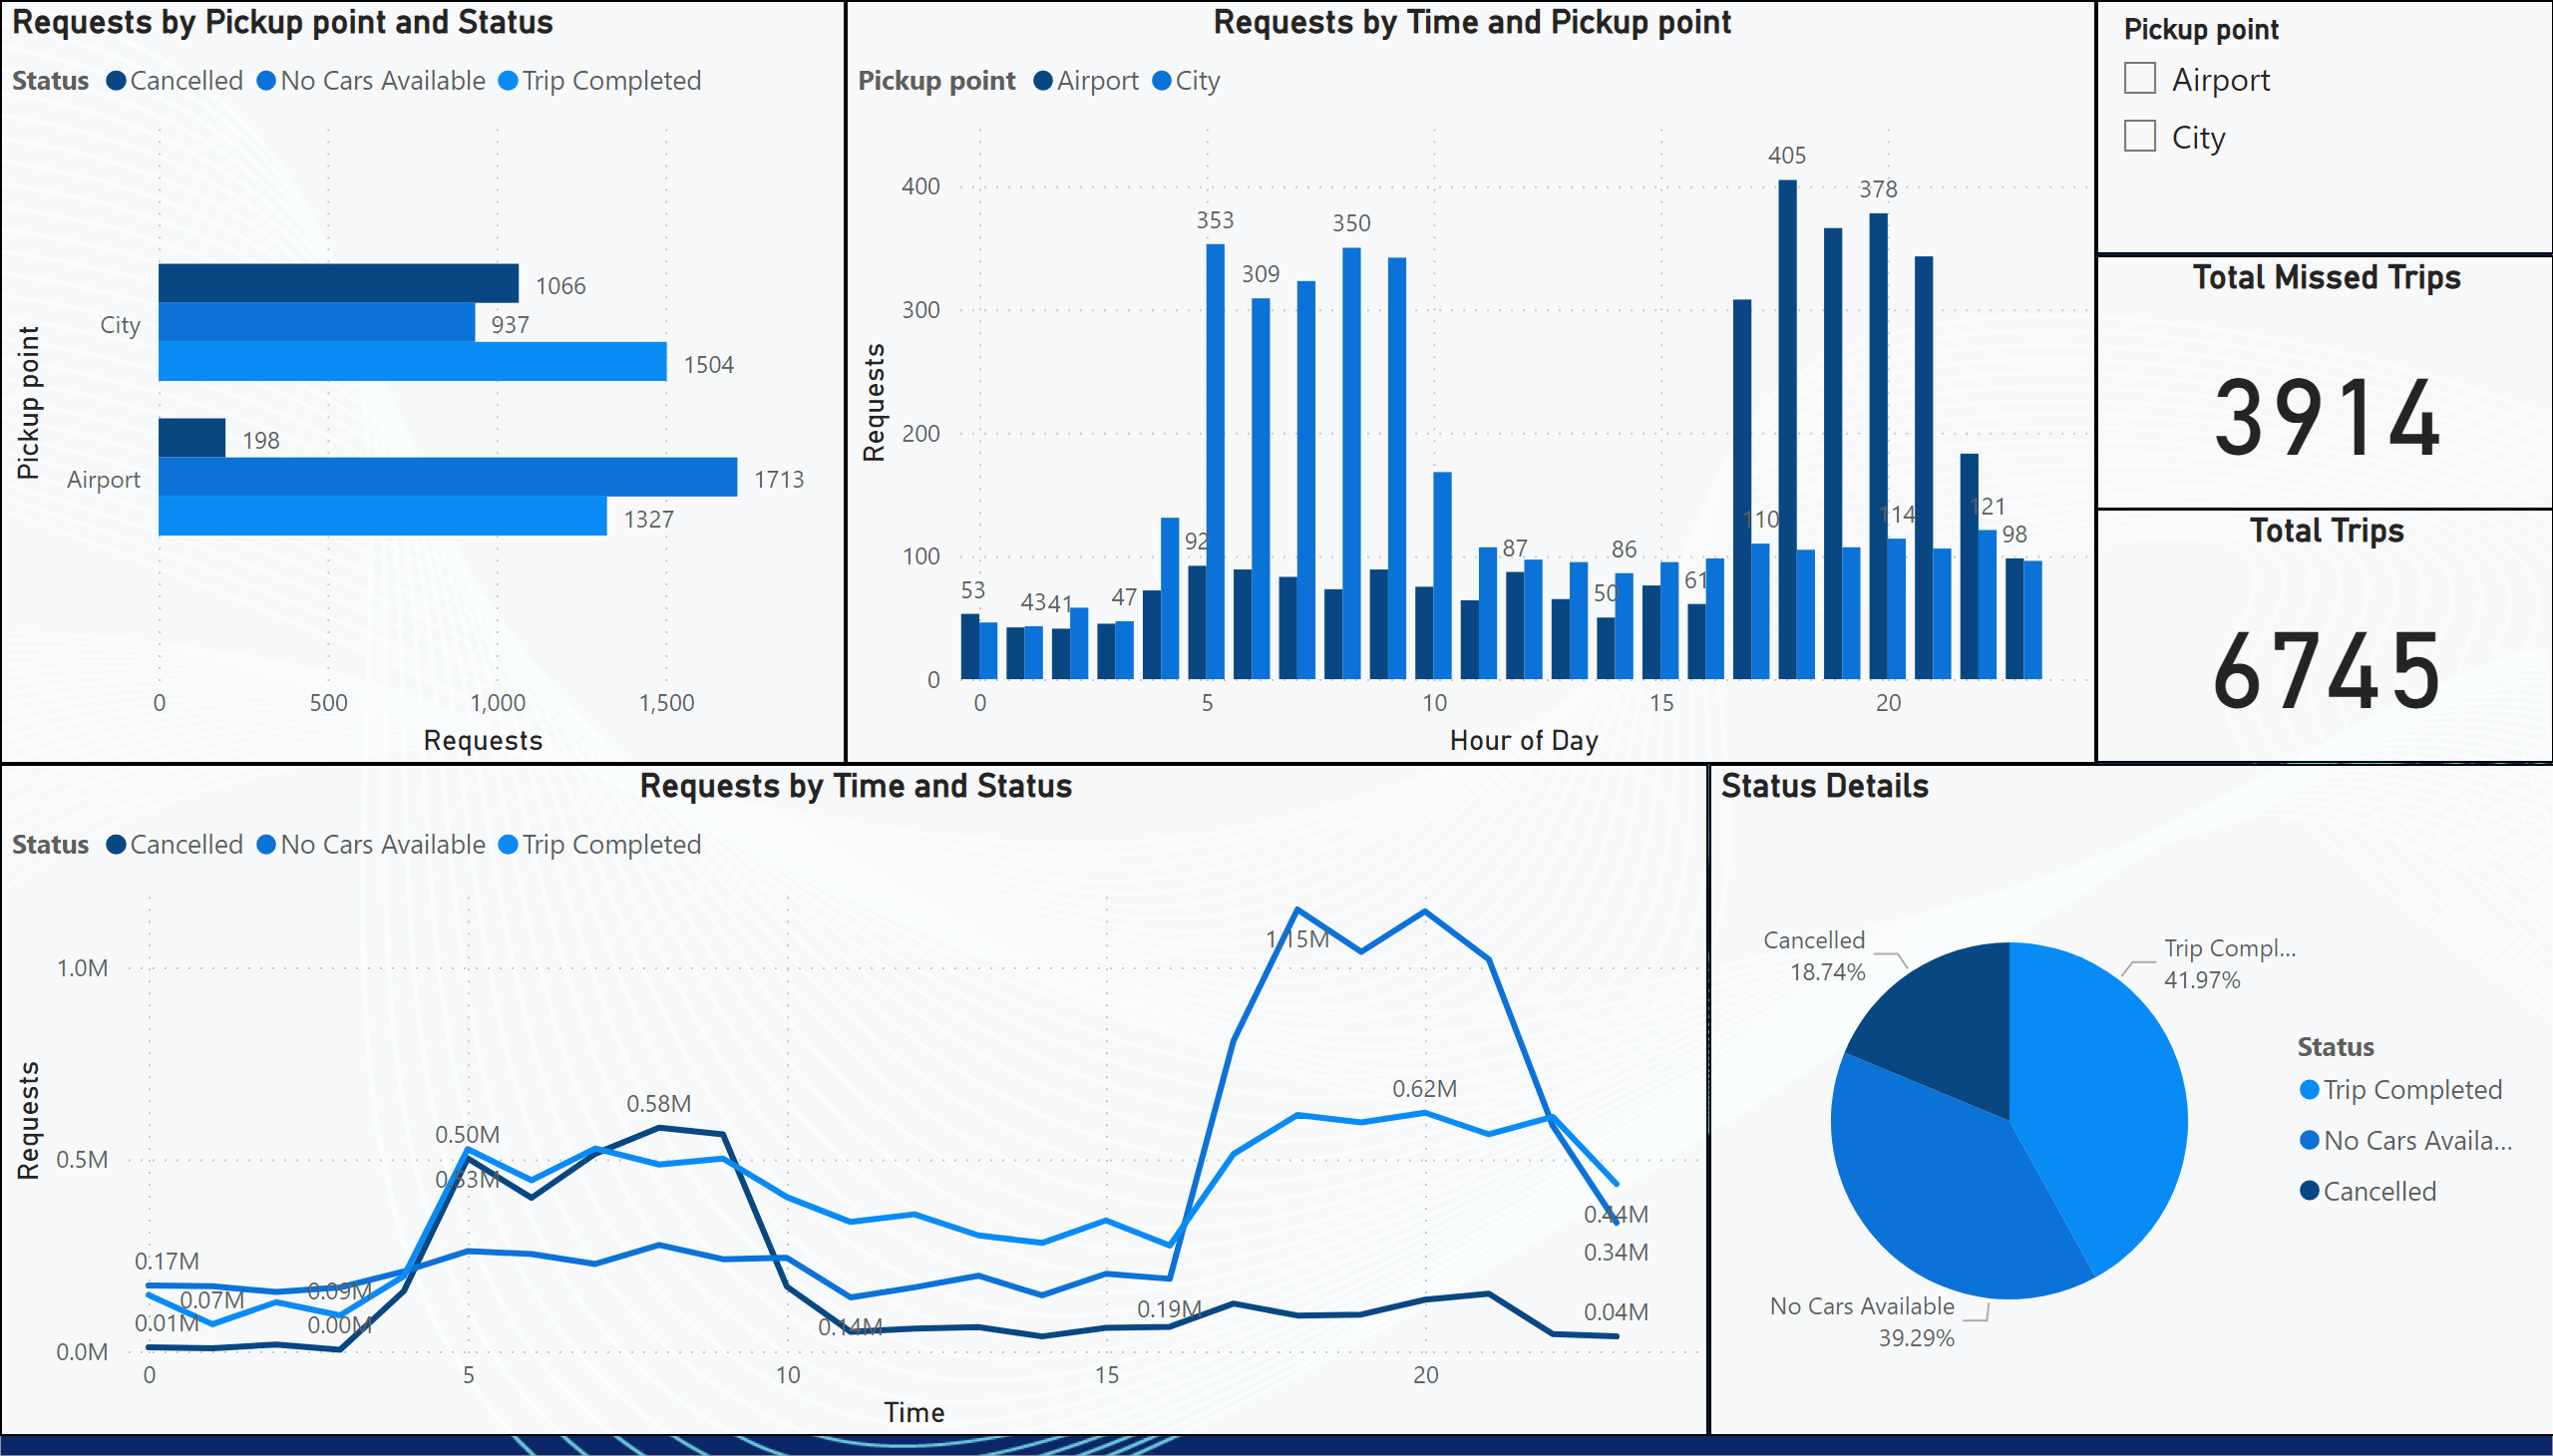 Requests by Pickup point and Status
Status Cancelled No Cars Available Trip Completed
Pickup point
City
1066
937
1504
Airport
198
1713
1327
0 500 1,000 1,500
Requests
Requests by Time and Pickup point
Pickup point Airport City
Requests
400
300
200
100
0
53 43 41 47 92 353 309 350 87 50 86 61 110 405 114 378 121 98
0 5 10 15 20
Hour of Day
Pickup point
Airport
City
Total Missed Trips
3914
Total Trips
6745
Requests by Time and Status
Status Cancelled No Cars Available Trip Completed
Requests
1.0M
0.5M
0.0M
0.17M
0.07M
0.01M
0.09M
0.00M
0.50M
0.53M
0.58M
0.14M
0.19M
1.15M
0.62M
0.44M
0.34M
0.04M
0 5 10 15 20
Time
Status Details
Cancelled
18.74%
Trip Compl...
41.97%
No Cars Available
39.29%
Status
Trip Completed
No Cars Availa...
Cancelled